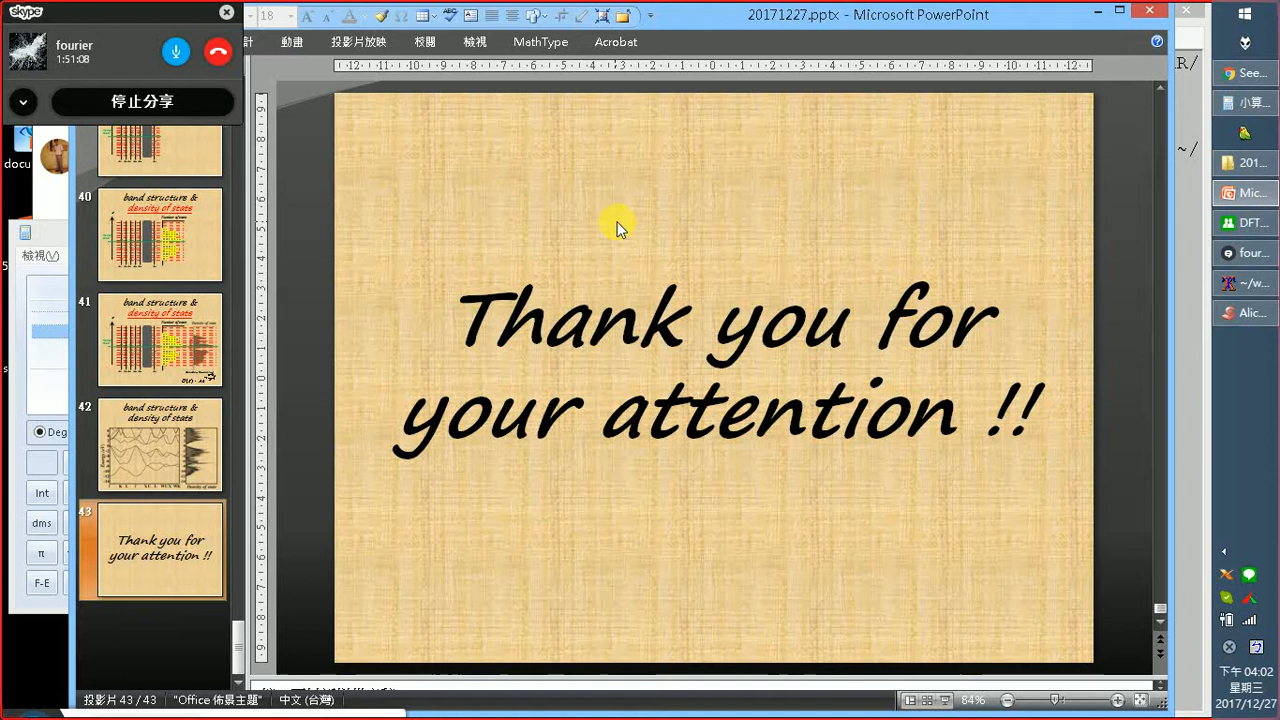 skype
fourier
1:51:08
停止分享
18
20171227.pptx - Microsoft PowerPoint
動畫 投影片放映 校閱 檢視 MathType Acrobat
docu
檢視(V)
Deg
Int
dms
π
F-E
40
band structure &
density of state
41
band structure &
density of state
42
band structure &
density of state
43
Thank you for
your attention !!
Thank you for
your attention !!
投影片 43 / 43 "Office 佈景主題" 中文 (台灣) 84%
R/
~/
See...
小算...
201...
Mic...
DFT...
four...
~/w...
Alic...
下午 04:02
星期三
2017/12/27